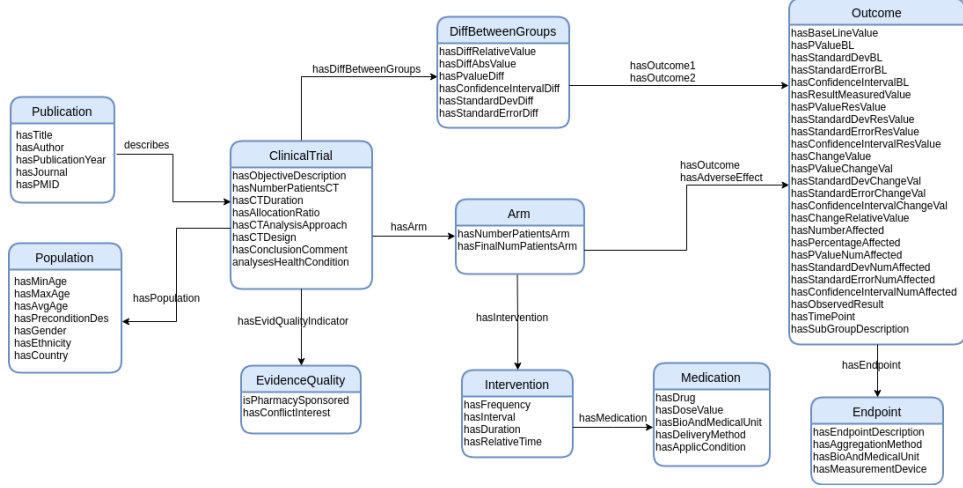 DiffBetweenGroups
hasDiffRelativeValue
hasDiffAbsValue
hasPvalueDiff
hasConfidenceIntervalDiff
hasStandardDevDiff
hasStandardErrorDiff
Outcome
hasBaseLineValue
hasPValueBL
hasStandardDevBL
hasStandardErrorBL
hasConfidenceIntervalBL
hasResultMeasuredValue
hasPValueResValue
hasStandardDevResValue
hasStandardErrorResValue
hasConfidenceIntervalResValue
hasChangeValue
hasPValueChangeVal
hasStandardDevChangeVal
hasStandardErrorChangeVal
hasConfidenceIntervalChangeVal
hasChangeRelativeValue
hasNumberAffected
hasPercentageAffected
hasPValueNumAffected
hasStandardDevNumAffected
hasStandardErrorNumAffected
hasConfidenceIntervalNumAffected
hasObservedResult
hasTimePoint
hasSubGroupDescription
hasDiffBetweenGroups
hasOutcome1
hasOutcome2
Publication
hasTitle
hasAuthor
hasPublicationYear
hasJournal
hasPMID
describes
ClinicalTrial
hasObjectiveDescription
hasNumberPatientsCT
hasCTDuration
hasAllocationRatio
hasCTAnalysisApproach
hasCTDesign
hasConclusionComment
analysesHealthCondition
hasArm
Arm
hasNumberPatientsArm
hasFinalNumPatientsArm
hasOutcome
hasAdverseEffect
Population
hasMinAge
hasMaxAge
hasAvgAge
hasPreconditionDes
hasGender
hasEthnicity
hasCountry
hasPopulation
hasEvidQualityIndicator
hasIntervention
hasEndpoint
EvidenceQuality
isPharmacySponsored
hasConflictInterest
Intervention
hasFrequency
hasInterval
hasDuration
hasRelativeTime
hasMedication
Medication
hasDrug
hasDoseValue
hasBioAndMedicalUnit
hasDeliveryMethod
hasApplicCondition
Endpoint
hasEndpointDescription
hasAggregationMethod
hasBioAndMedicalUnit
hasMeasurementDevice